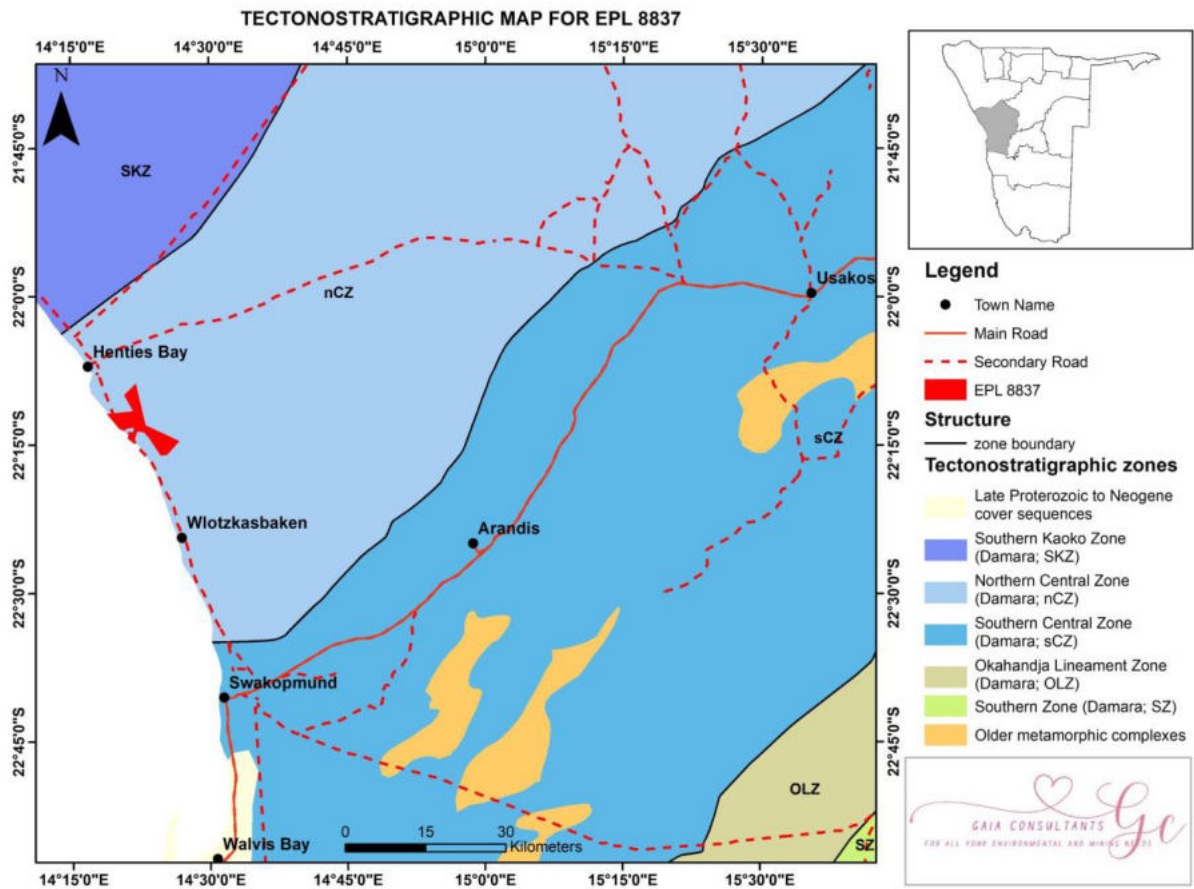 TECTONOSTRATIGRAPHIC MAP FOR EPL 8837
14°15'0"E 14°30'0"E 14°45'0"E 15°0'0"E 15°15'0"E 15°30'0"E
N
21°45'0"S
21°45'0"S
SKZ
nCZ
Usakos
22°0'0"S
22°0'0"S
Henties Bay
22°15'0"S
22°15'0"S
sCZ
Wlotzkasbaken
Arandis
22°30'0"S
22°30'0"S
Swakopmund
22°45'0"S
22°45'0"S
OLZ
SZ
Walvis Bay
0 15 30
Kilometers
14°15'0"E 14°30'0"E 14°45'0"E 15°0'0"E 15°15'0"E 15°30'0"E
Legend
Town Name
Main Road
Secondary Road
EPL 8837
Structure
zone boundary
Tectonostratigraphic zones
Late Proterozoic to Neogene
cover sequences
Southern Kaoko Zone
(Damara; SKZ)
Northern Central Zone
(Damara; nCZ)
Southern Central Zone
(Damara; sCZ)
Okahandja Lineament Zone
(Damara; OLZ)
Southern Zone (Damara; SZ)
Older metamorphic complexes
Gc
GAIA CONSULTANTS
FOR ALL YOUR ENVIRONMENTAL AND MINING NEEDS